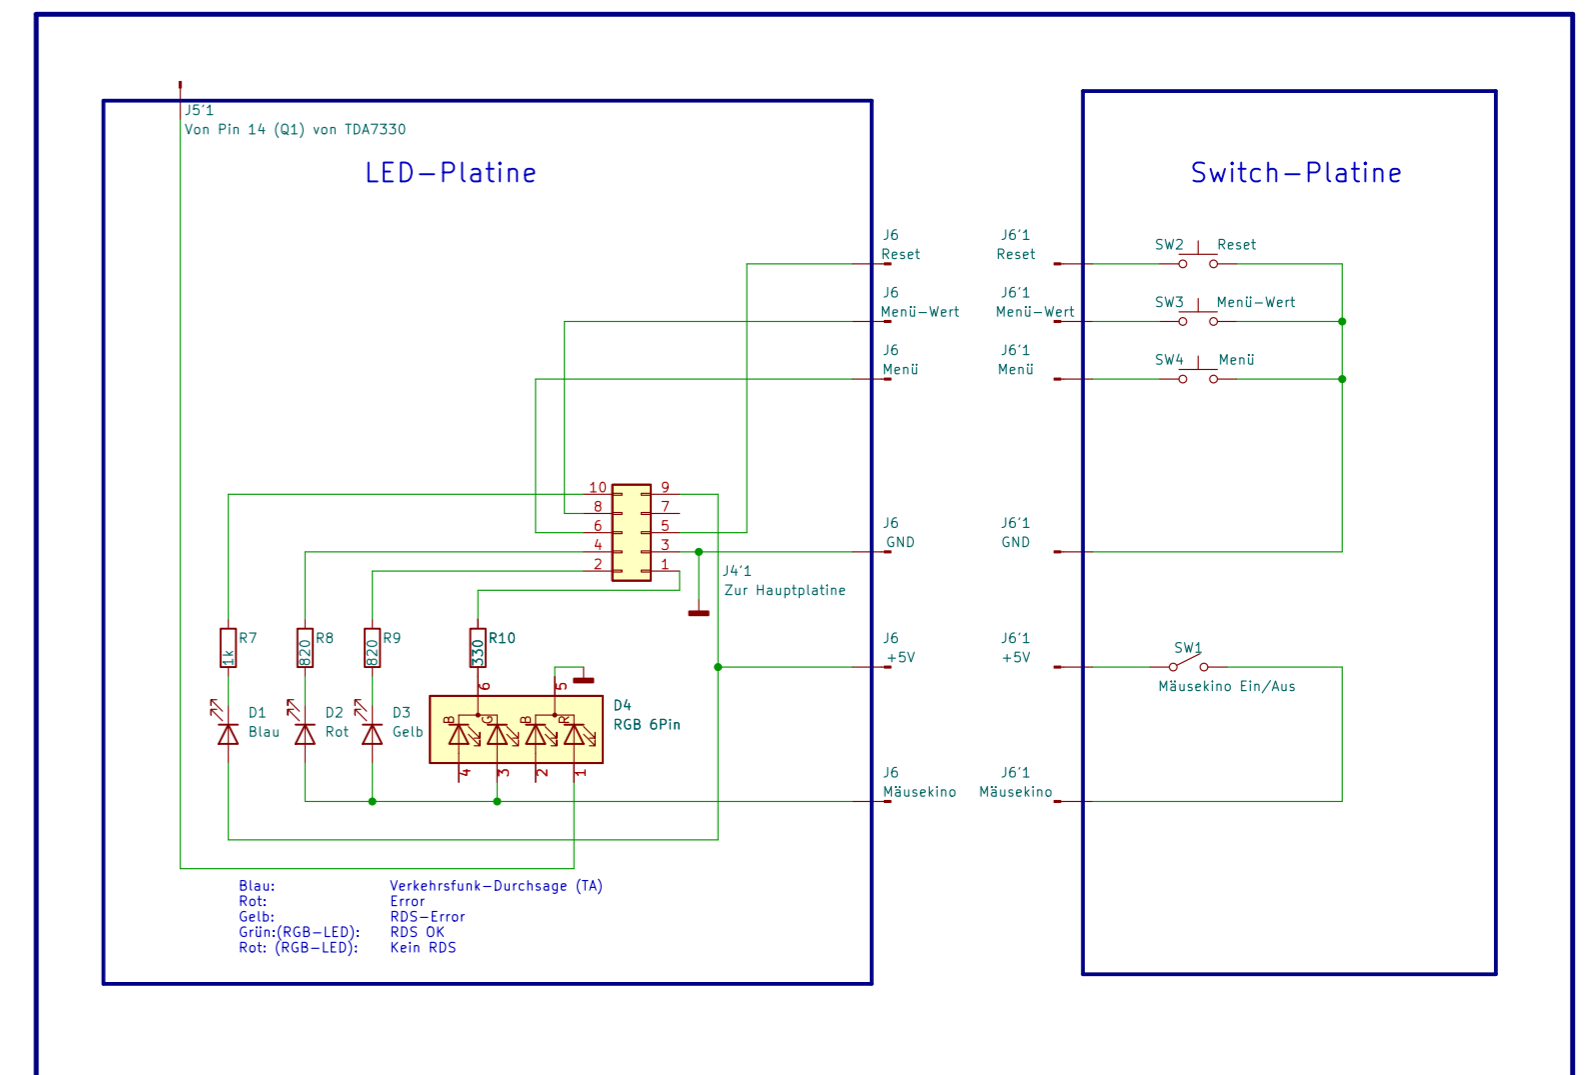 J5'1
Von Pin 14 (Q1) von TDA7330
LED-Platine
Switch-Platine
J6
Reset
J6'1
Reset
SW2
Reset
J6
Menü-Wert
J6'1
Menü-Wert
SW3
Menü-Wert
J6
Menü
J6'1
Menü
SW4
Menü
10
9
8
7
6
5
4
3
2
1
J6
GND
J6'1
GND
J4'1
Zur Hauptplatine
R7
1k
R8
820
R9
820
R10
330
J6
+5V
J6'1
+5V
SW1
Mäusekino Ein/Aus
6
5
D1
Blau
D2
Rot
D3
Gelb
B
G
B
R
D4
RGB 6Pin
4
3
2
1
J6
Mäusekino
J6'1
Mäusekino
Blau: Verkehrsfunk-Durchsage (TA)
Rot: Error
Gelb: RDS-Error
Grün:(RGB-LED): RDS OK
Rot: (RGB-LED): Kein RDS